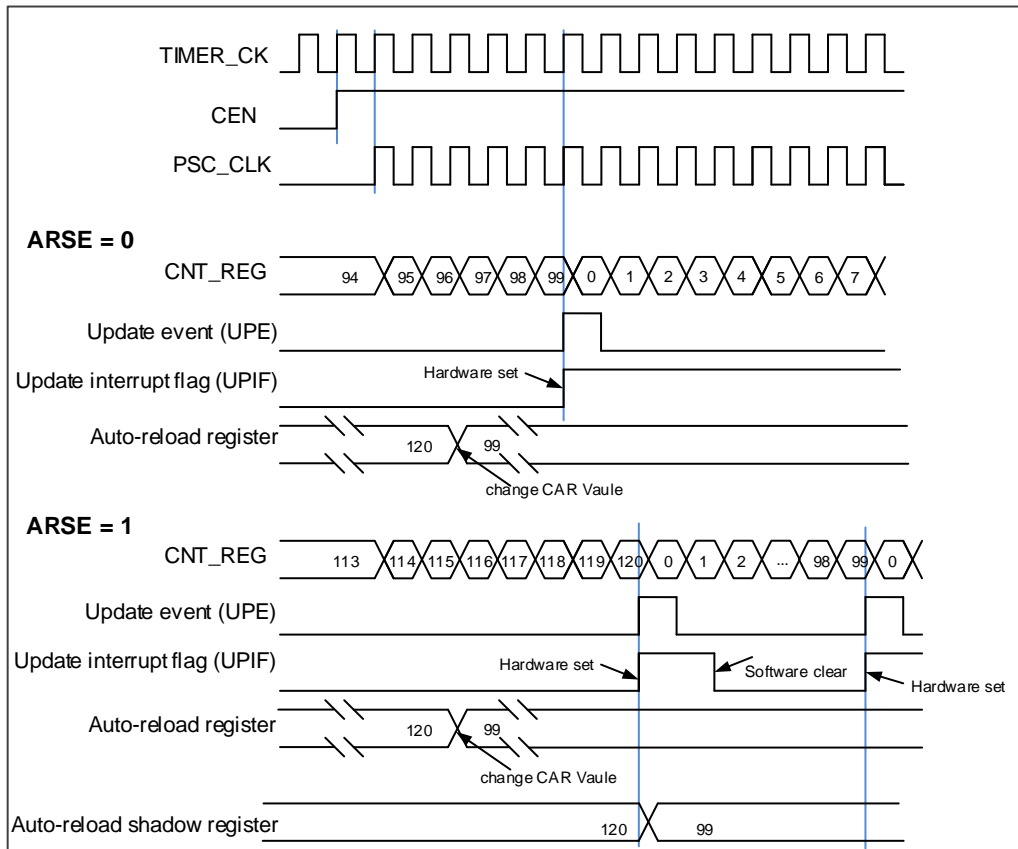 TIMER_CK
CEN
PSC_CLK
ARSE = 0
CNT_REG 94 95 96 97 98 99 0 1 2 3 4 5 6 7
Update event (UPE)
Update interrupt flag (UPIF) Hardware set
Auto-reload register 120 99
change CAR Vaule
ARSE = 1
CNT_REG 113 114 115 116 117 118 119 120 0 1 2 ... 98 99 0
Update event (UPE)
Update interrupt flag (UPIF) Hardware set Software clear Hardware set
Auto-reload register 120 99
change CAR Vaule
Auto-reload shadow register 120 99